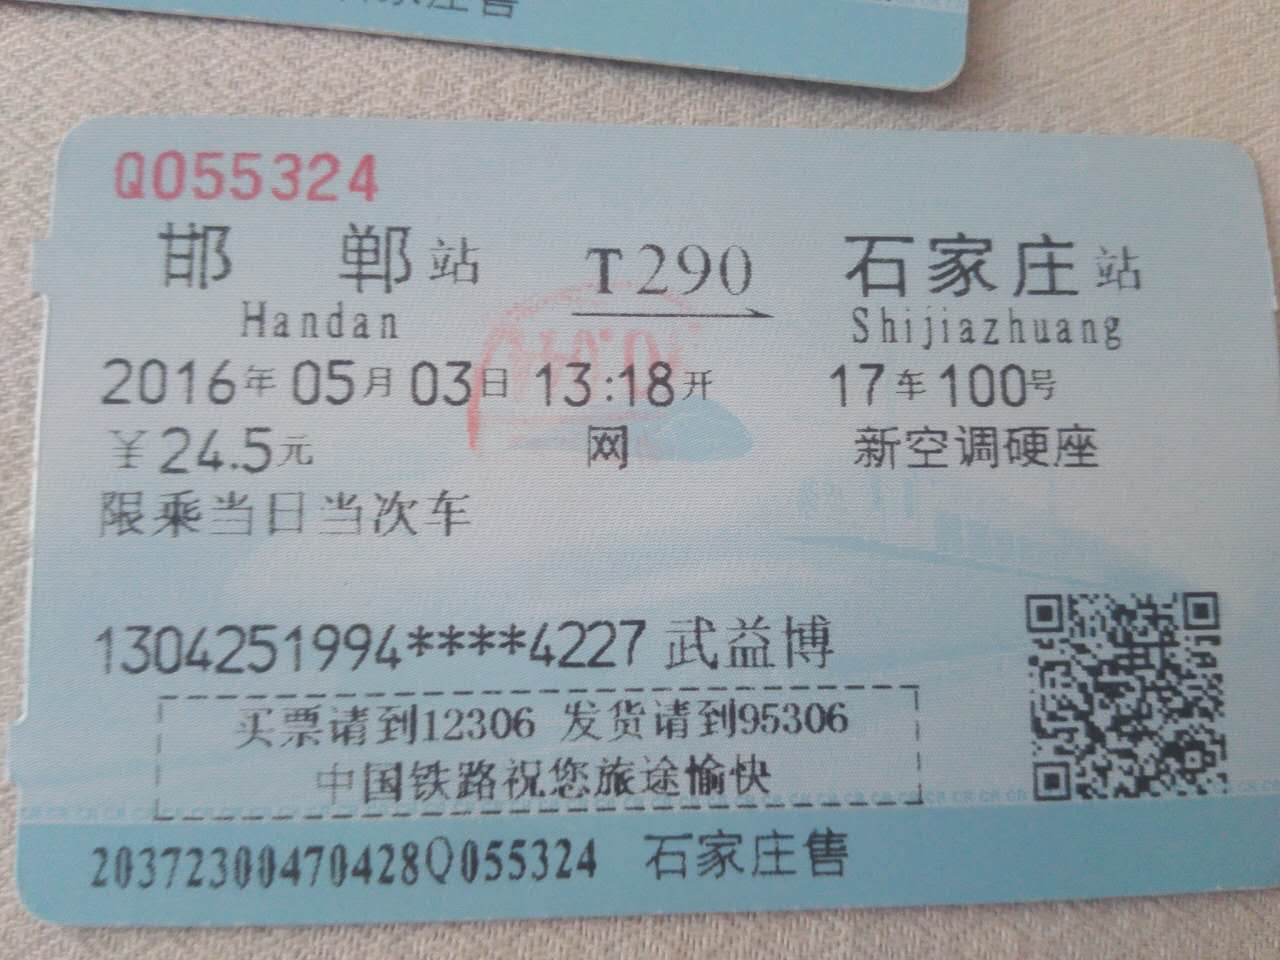 石家庄售
Q055324
邯郸站 T290 石家庄站
Handan Shijiazhuang
2016年05月03日 13:18开 17车100号
￥24.5元 网 新空调硬座
限乘当日当次车
1304251994****4227 武益博
买票请到12306 发货请到95306
中国铁路祝您旅途愉快
20372300470428Q055324 石家庄售